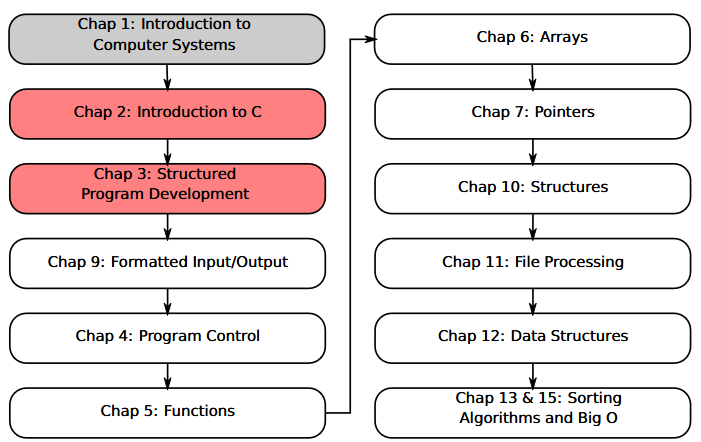 Chap 1: Introduction to
Computer Systems
Chap 2: Introduction to C
Chap 3: Structured
Program Development
Chap 9: Formatted Input/Output
Chap 4: Program Control
Chap 5: Functions
Chap 6: Arrays
Chap 7: Pointers
Chap 10: Structures
Chap 11: File Processing
Chap 12: Data Structures
Chap 13 & 15: Sorting
Algorithms and Big O